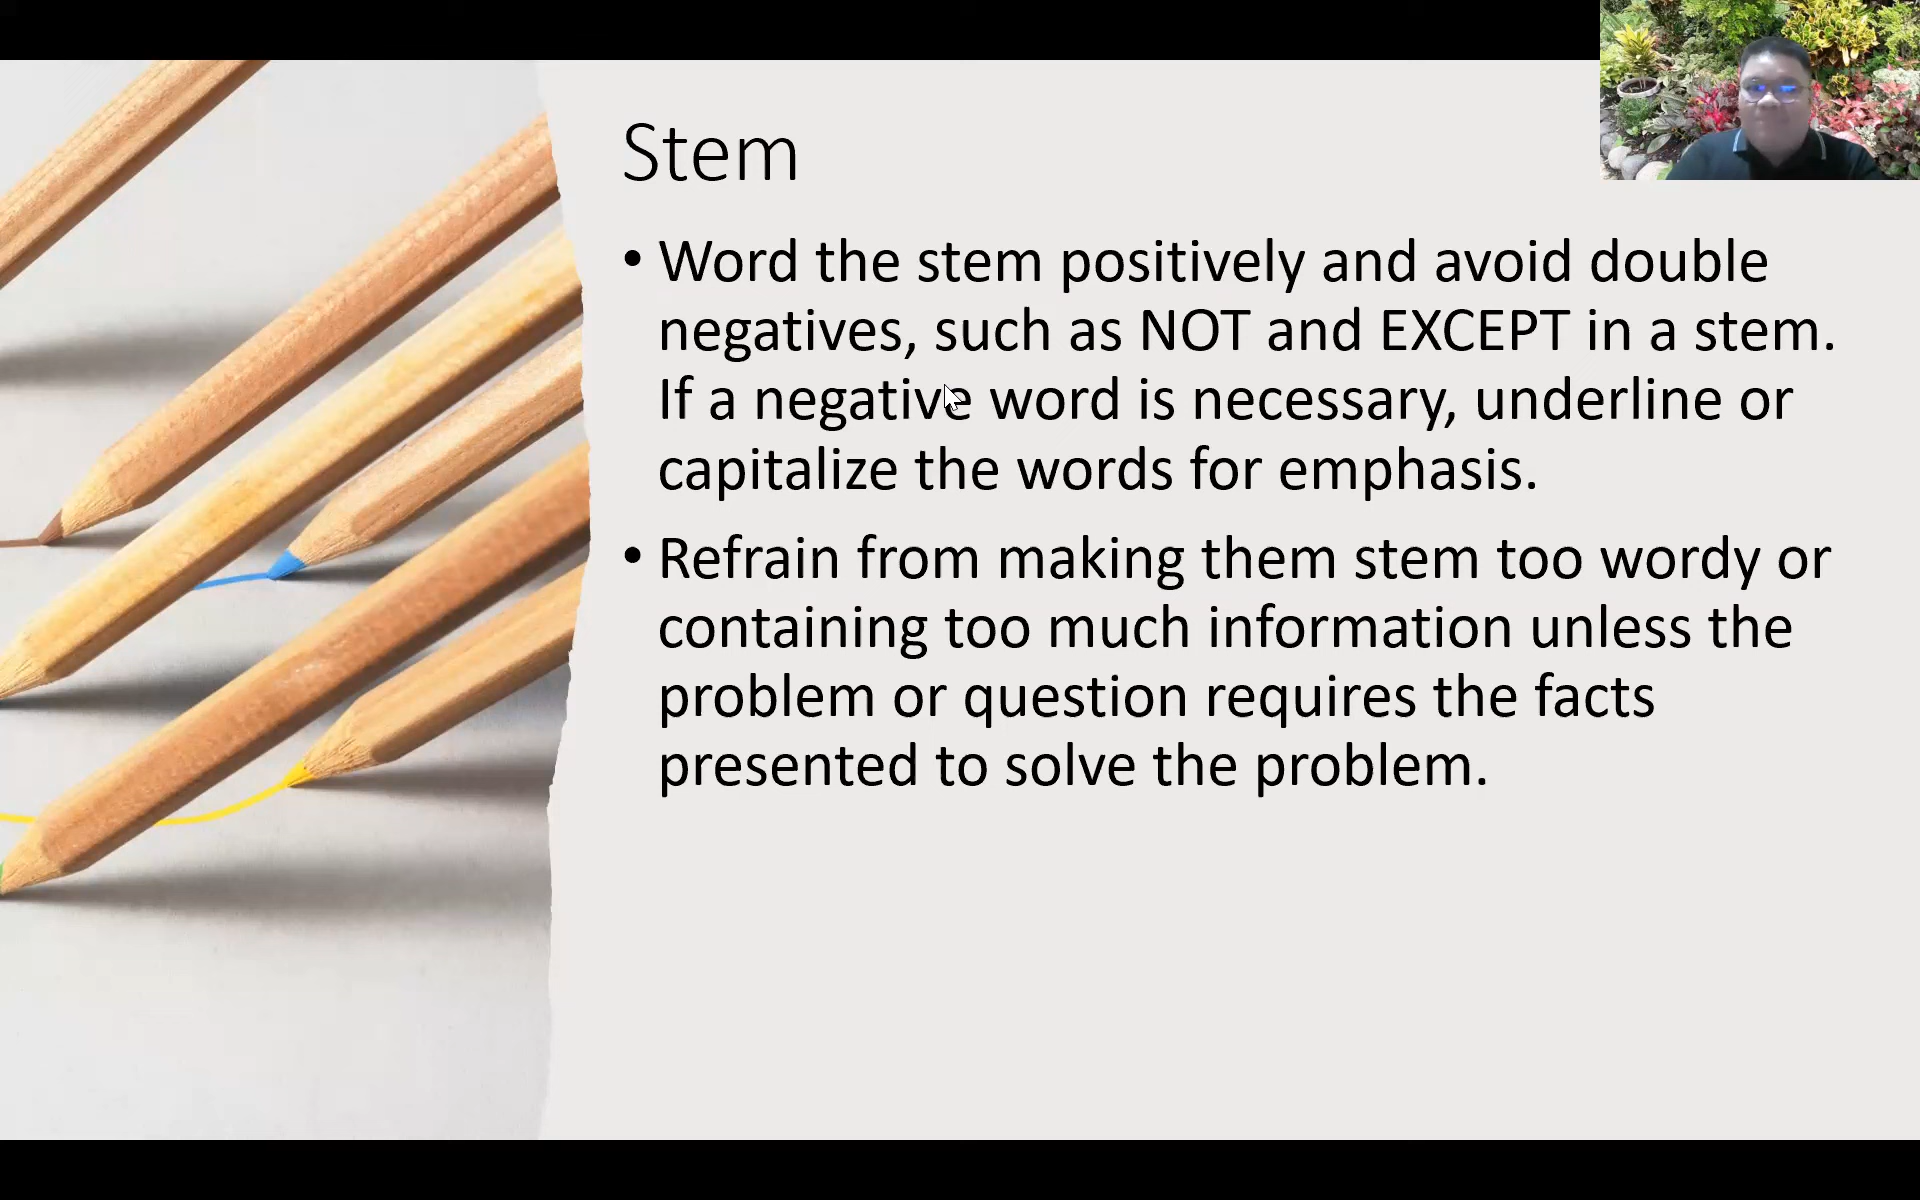 Stem
• Word the stem positively and avoid double
negatives, such as NOT and EXCEPT in a stem.
If a negative word is necessary, underline or
capitalize the words for emphasis.
• Refrain from making them stem too wordy or
containing too much information unless the
problem or question requires the facts
presented to solve the problem.